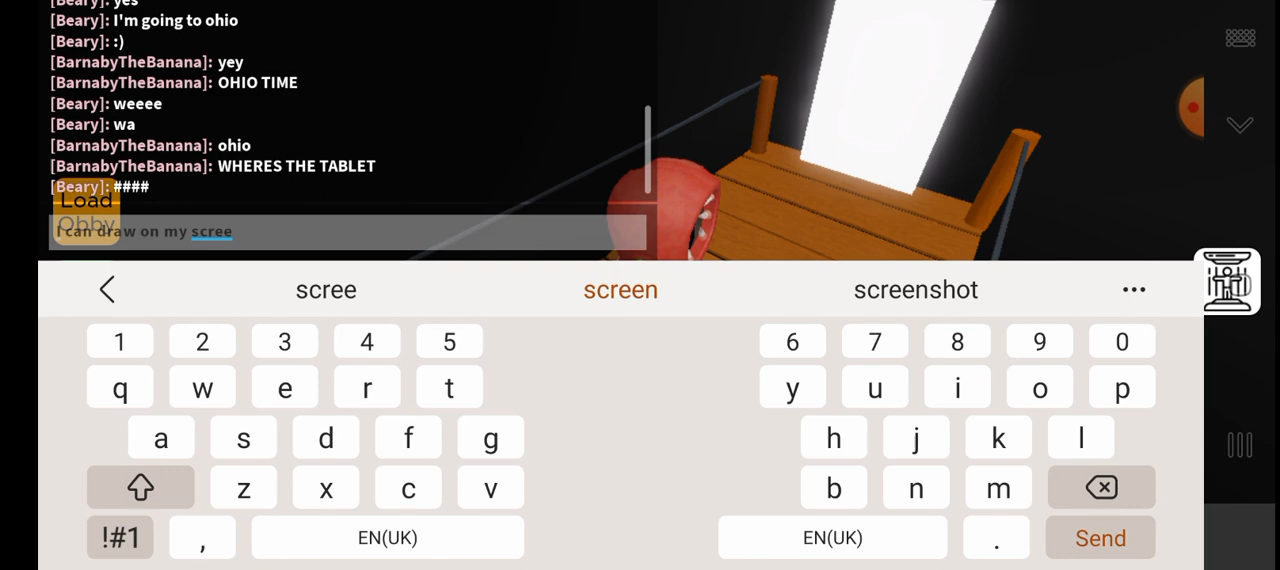 yes
[Beary]: I'm going to ohio
[Beary]: :)
[BarnabyTheBanana]: yey
[BarnabyTheBanana]: OHIO TIME
[Beary]: weeee
[Beary]: wa
[BarnabyTheBanana]: ohio
[BarnabyTheBanana]: WHERES THE TABLET
[Beary]: ####
Load
Obby
I can draw on my scree
scree screen screenshot ...
1 2 3 4 5 6 7 8 9 0
q w e r t y u i o p
a s d f g h j k l
z x c v b n m
!#1 , EN(UK) EN(UK) . Send